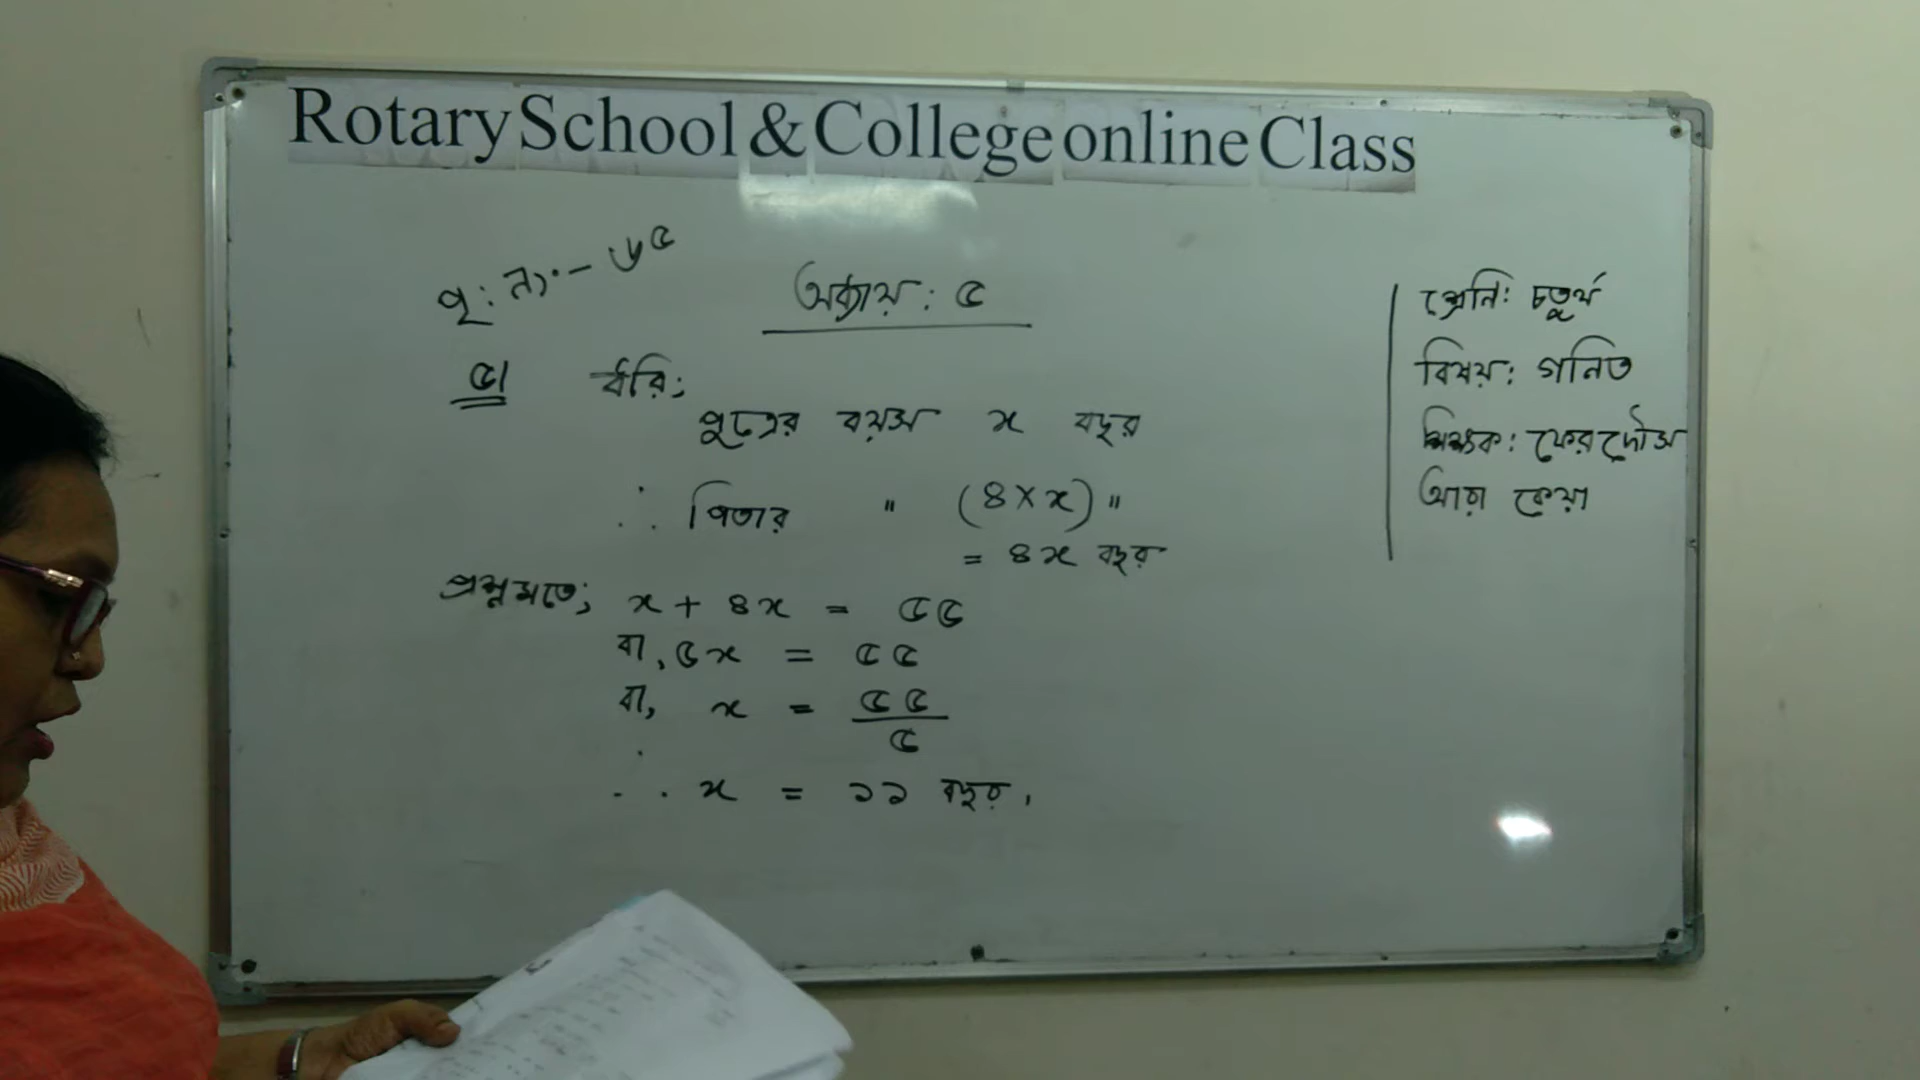 Rotary School & College online Class
পৃ: নং - ৬৫
অধ্যায় : ৫
৫। ধরি;
পুত্রের বয়স x বছর
∴ পিতার " (৪ × x) "
= ৪x বছর
প্রশ্নমতে; x + ৪x = ৫৫
বা, ৫x = ৫৫
বা, x = ৫৫/৫
∴ x = ১১ বছর।
শ্রেনি: চতুর্থ
বিষয়: গনিত
শিক্ষক: ফেরদৌস
আরা কেয়া